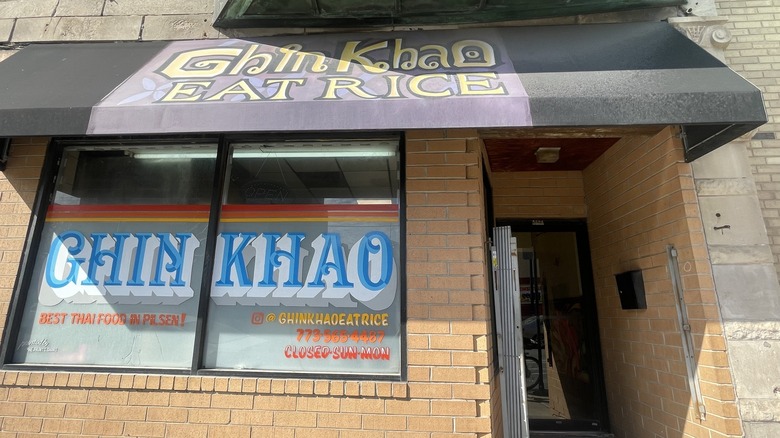 Ghin Khao
EAT RICE
GHIN KHAO
BEST THAI FOOD IN PILSEN!
@GHINKHAOEATRICE
CLOSED SUN-MON